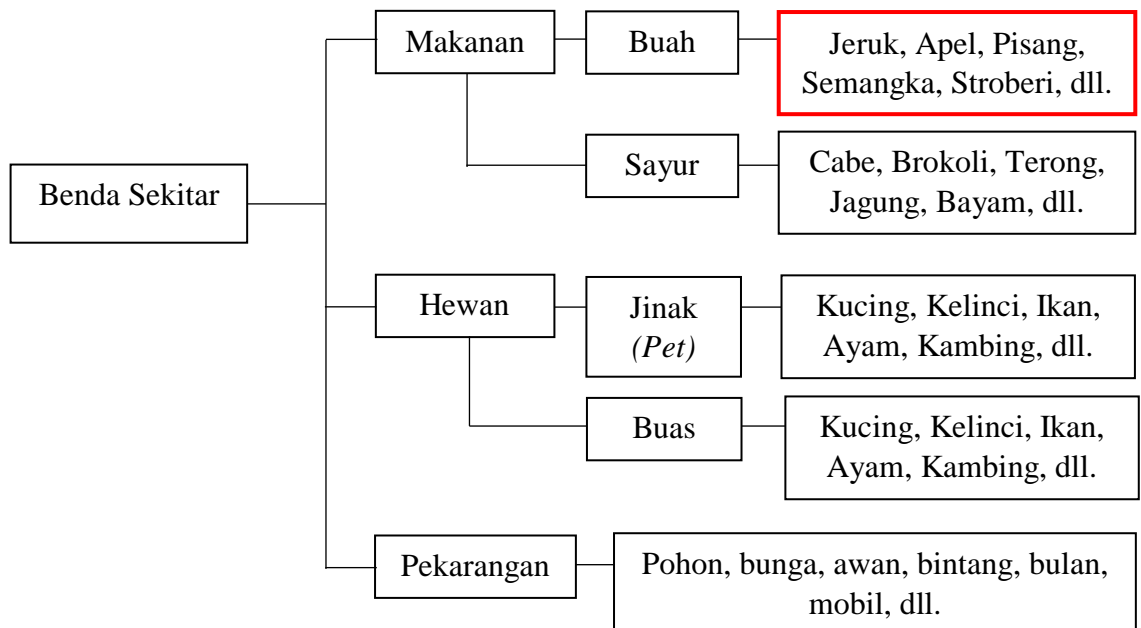 Makanan
Buah
Jeruk, Apel, Pisang,
Semangka, Stroberi, dll.
Sayur
Cabe, Brokoli, Terong,
Jagung, Bayam, dll.
Benda Sekitar
Hewan
Jinak
(Pet)
Kucing, Kelinci, Ikan,
Ayam, Kambing, dll.
Buas
Kucing, Kelinci, Ikan,
Ayam, Kambing, dll.
Pekarangan
Pohon, bunga, awan, bintang, bulan,
mobil, dll.